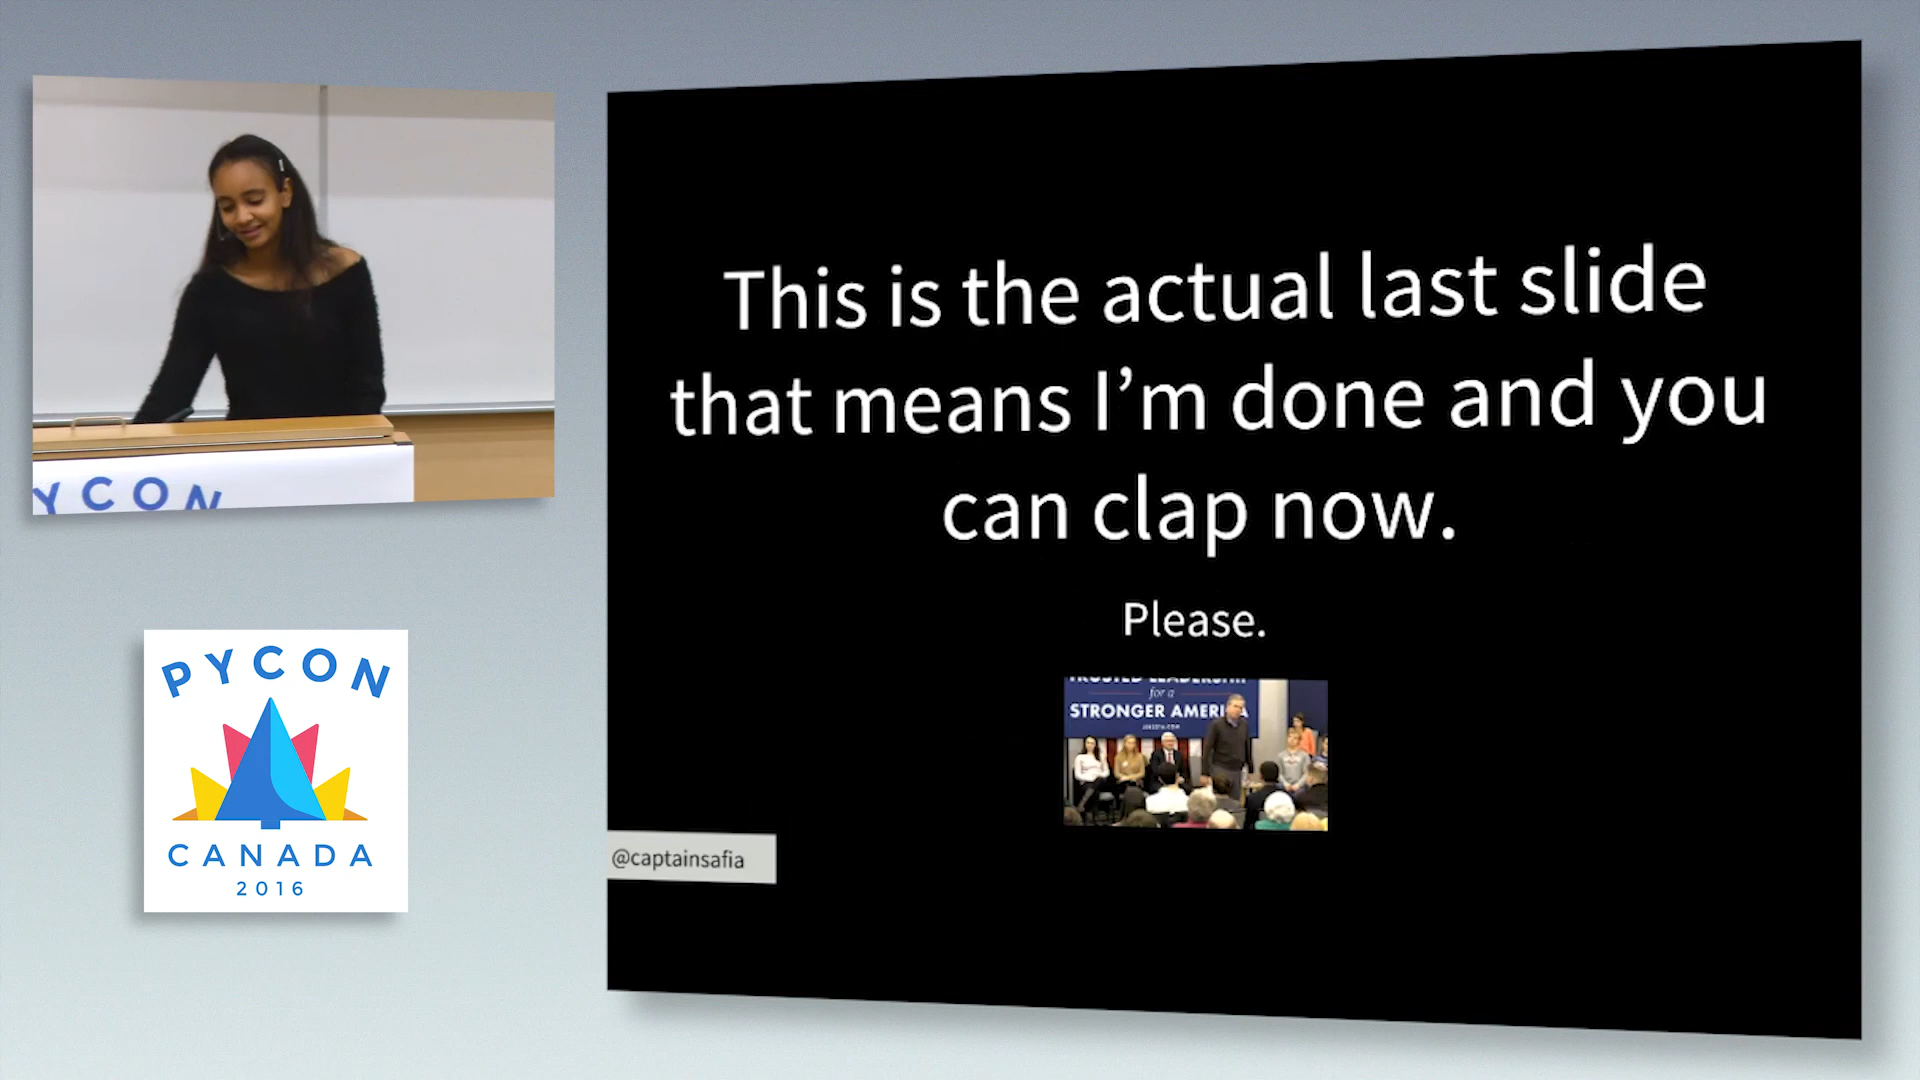 This is the actual last slide
that means I’m done and you
can clap now.
Please.
for a
STRONGER AMERICA
@captainsafia
PYCON
PYCON
CANADA
2016